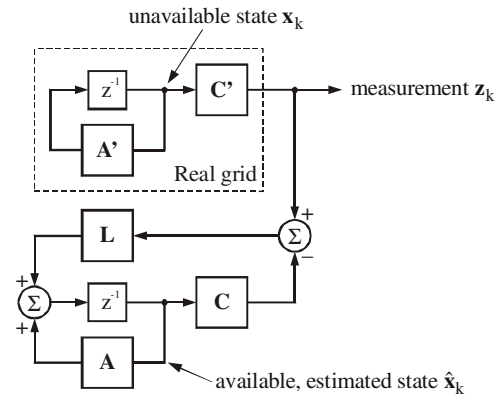 unavailable state x_k
z⁻¹
C'
measurement z_k
A'
Real grid
+
L
Σ
−
+
Σ
z⁻¹
C
+
A
available, estimated state x̂_k